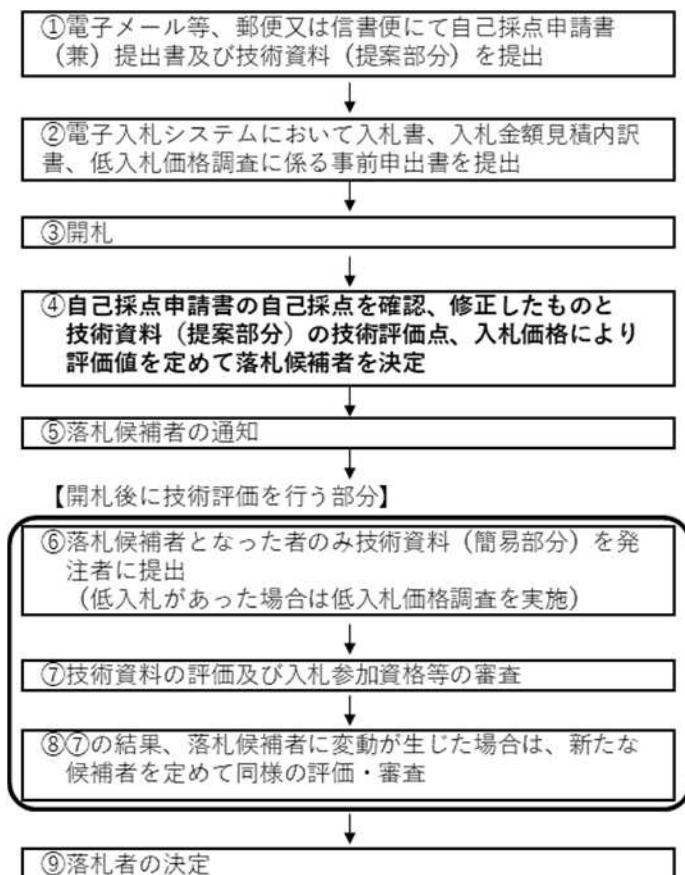 ①電子メール等、郵便又は信書便にて自己採点申請書
（兼）提出書及び技術資料（提案部分）を提出
②電子入札システムにおいて入札書、入札金額見積内訳
書、低入札価格調査に係る事前申出書を提出
③開札
④自己採点申請書の自己採点を確認、修正したものと
技術資料（提案部分）の技術評価点、入札価格により
評価値を定めて落札候補者を決定
⑤落札候補者の通知
【開札後に技術評価を行う部分】
⑥落札候補者となった者のみ技術資料（簡易部分）を発
注者に提出
（低入札があった場合は低入札価格調査を実施）
⑦技術資料の評価及び入札参加資格等の審査
⑧⑦の結果、落札候補者に変動が生じた場合は、新たな
候補者を定めて同様の評価・審査
⑨落札者の決定